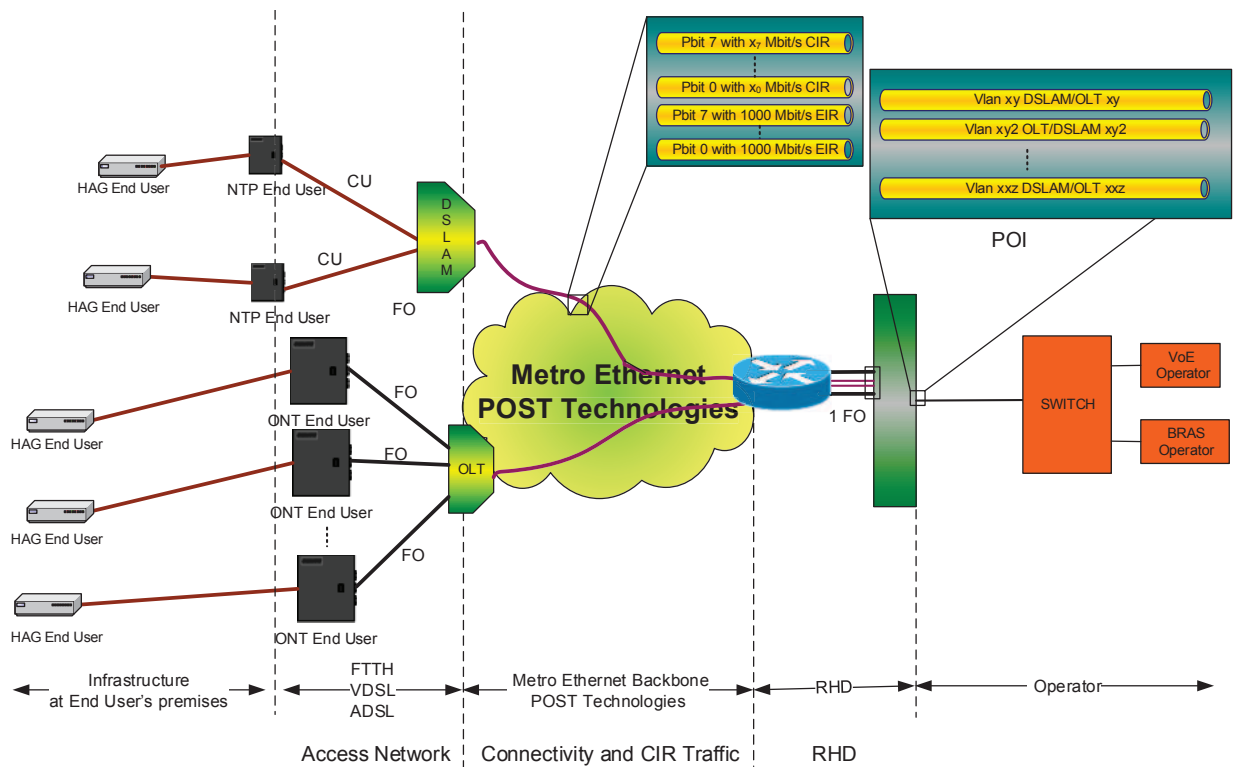 Pbit 7 with x7 Mbit/s CIR
Pbit 0 with x0 Mbit/s CIR
Pbit 7 with 1000 Mbit/s EIR
Pbit 0 with 1000 Mbit/s EIR
Vlan xy DSLAM/OLT xy
Vlan xy2 OLT/DSLAM xy2
Vlan xxz DSLAM/OLT xxz
POI
HAG End User
NTP End User
CU
DSLAM
HAG End User
NTP End User
CU
FO
HAG End User
ONT End User
FO
HAG End User
ONT End User
FO
OLT
HAG End User
ONT End User
FO
Metro Ethernet
POST Technologies
1 FO
SWITCH
VoE
Operator
BRAS
Operator
Infrastructure
at End User's premises
FTTH
VDSL
ADSL
Metro Ethernet Backbone
POST Technologies
RHD
Operator
Access Network
Connectivity and CIR Traffic
RHD